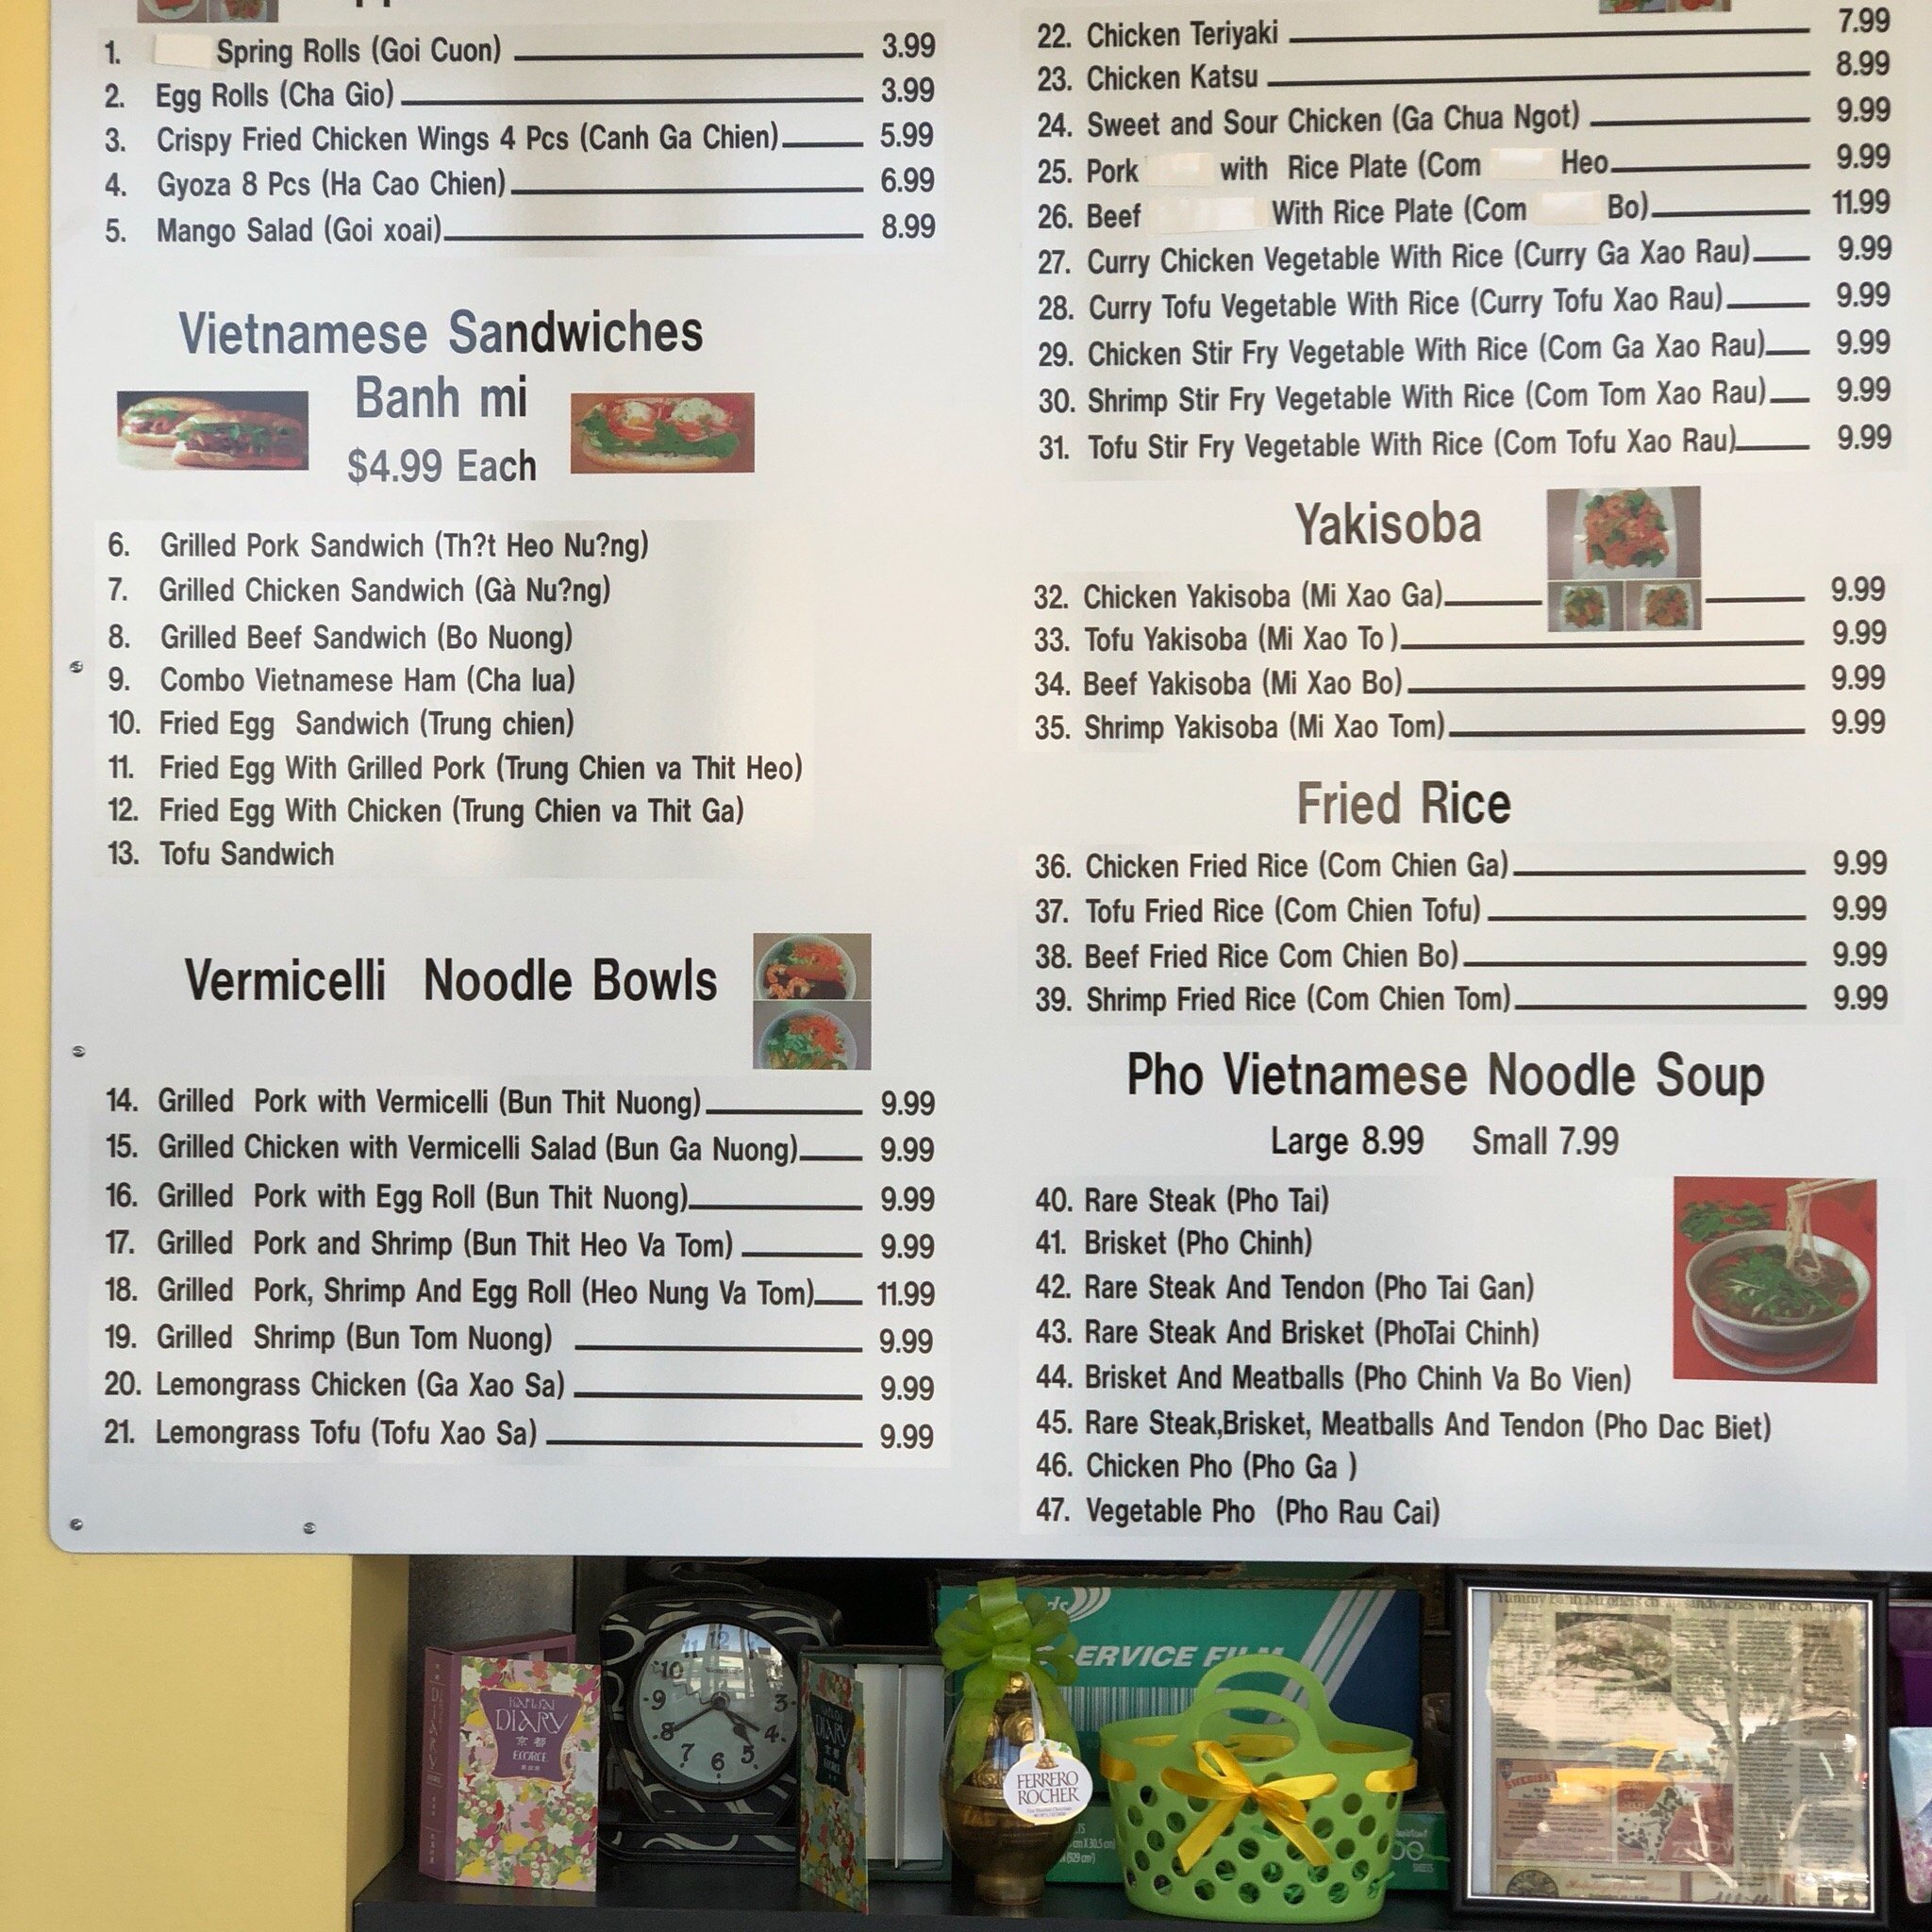 1. Spring Rolls (Goi Cuon) 3.99
2. Egg Rolls (Cha Gio) 3.99
3. Crispy Fried Chicken Wings 4 Pcs (Canh Ga Chien) 5.99
4. Gyoza 8 Pcs (Ha Cao Chien) 6.99
5. Mango Salad (Goi xoai) 8.99
Vietnamese Sandwiches
Banh mi
$4.99 Each
6. Grilled Pork Sandwich (Th?t Heo Nu?ng)
7. Grilled Chicken Sandwich (Gà Nu?ng)
8. Grilled Beef Sandwich (Bo Nuong)
9. Combo Vietnamese Ham (Cha lua)
10. Fried Egg Sandwich (Trung chien)
11. Fried Egg With Grilled Pork (Trung Chien va Thit Heo)
12. Fried Egg With Chicken (Trung Chien va Thit Ga)
13. Tofu Sandwich
Vermicelli Noodle Bowls
14. Grilled Pork with Vermicelli (Bun Thit Nuong) 9.99
15. Grilled Chicken with Vermicelli Salad (Bun Ga Nuong) 9.99
16. Grilled Pork with Egg Roll (Bun Thit Nuong) 9.99
17. Grilled Pork and Shrimp (Bun Thit Heo Va Tom) 9.99
18. Grilled Pork, Shrimp And Egg Roll (Heo Nung Va Tom) 11.99
19. Grilled Shrimp (Bun Tom Nuong) 9.99
20. Lemongrass Chicken (Ga Xao Sa) 9.99
21. Lemongrass Tofu (Tofu Xao Sa) 9.99
22. Chicken Teriyaki 7.99
23. Chicken Katsu 8.99
24. Sweet and Sour Chicken (Ga Chua Ngot) 9.99
25. Pork with Rice Plate (Com Heo 9.99
26. Beef With Rice Plate (Com Bo) 11.99
27. Curry Chicken Vegetable With Rice (Curry Ga Xao Rau) 9.99
28. Curry Tofu Vegetable With Rice (Curry Tofu Xao Rau) 9.99
29. Chicken Stir Fry Vegetable With Rice (Com Ga Xao Rau) 9.99
30. Shrimp Stir Fry Vegetable With Rice (Com Tom Xao Rau) 9.99
31. Tofu Stir Fry Vegetable With Rice (Com Tofu Xao Rau) 9.99
Yakisoba
32. Chicken Yakisoba (Mi Xao Ga) 9.99
33. Tofu Yakisoba (Mi Xao To ) 9.99
34. Beef Yakisoba (Mi Xao Bo) 9.99
35. Shrimp Yakisoba (Mi Xao Tom) 9.99
Fried Rice
36. Chicken Fried Rice (Com Chien Ga) 9.99
37. Tofu Fried Rice (Com Chien Tofu) 9.99
38. Beef Fried Rice Com Chien Bo) 9.99
39. Shrimp Fried Rice (Com Chien Tom) 9.99
Pho Vietnamese Noodle Soup
Large 8.99 Small 7.99
40. Rare Steak (Pho Tai)
41. Brisket (Pho Chinh)
42. Rare Steak And Tendon (Pho Tai Gan)
43. Rare Steak And Brisket (PhoTai Chinh)
44. Brisket And Meatballs (Pho Chinh Va Bo Vien)
45. Rare Steak,Brisket, Meatballs And Tendon (Pho Dac Biet)
46. Chicken Pho (Pho Ga )
47. Vegetable Pho (Pho Rau Cai)
DIARY
京都
ECORCE
12
11 1
10
9 3
8 4
7 6 5
DIARY
ERVICE FILM
FERRERO
ROCHER